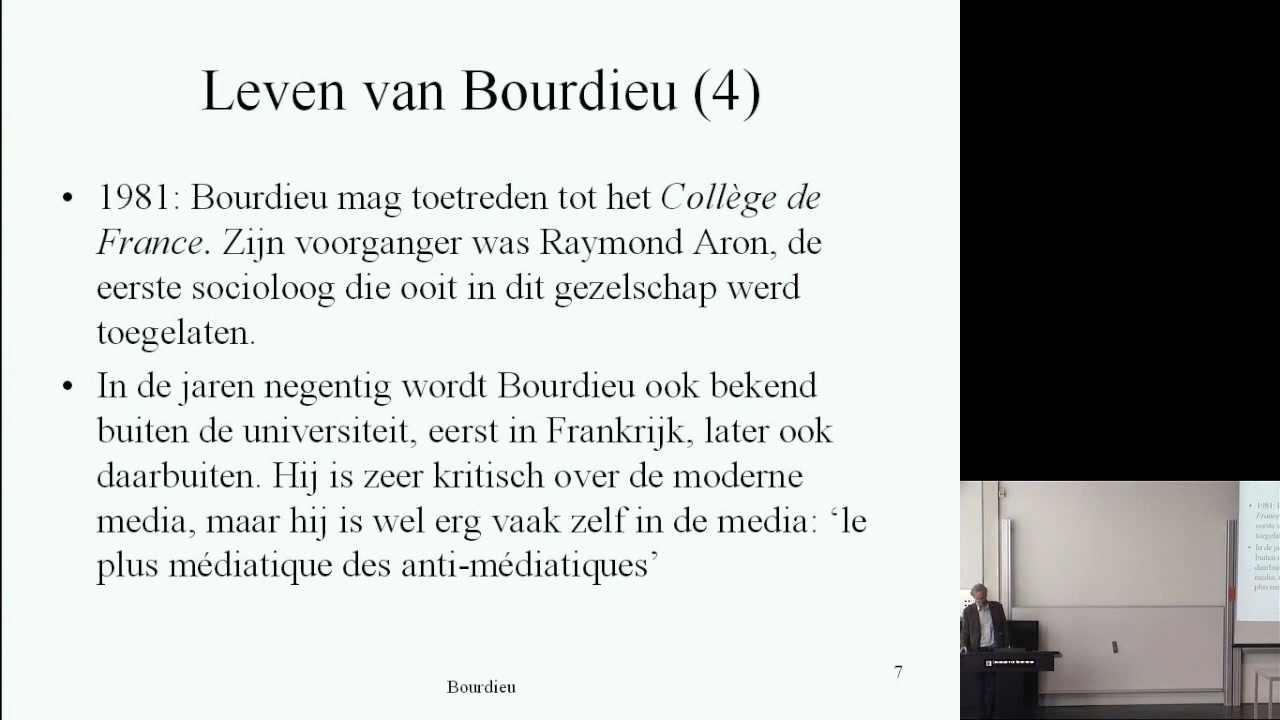 Leven van Bourdieu (4)
• 1981: Bourdieu mag toetreden tot het Collège de
France. Zijn voorganger was Raymond Aron, de
eerste socioloog die ooit in dit gezelschap werd
toegelaten.
• In de jaren negentig wordt Bourdieu ook bekend
buiten de universiteit, eerst in Frankrijk, later ook
daarbuiten. Hij is zeer kritisch over de moderne
media, maar hij is wel erg vaak zelf in de media: ‘le
plus médiatique des anti-médiatiques’
Bourdieu
7